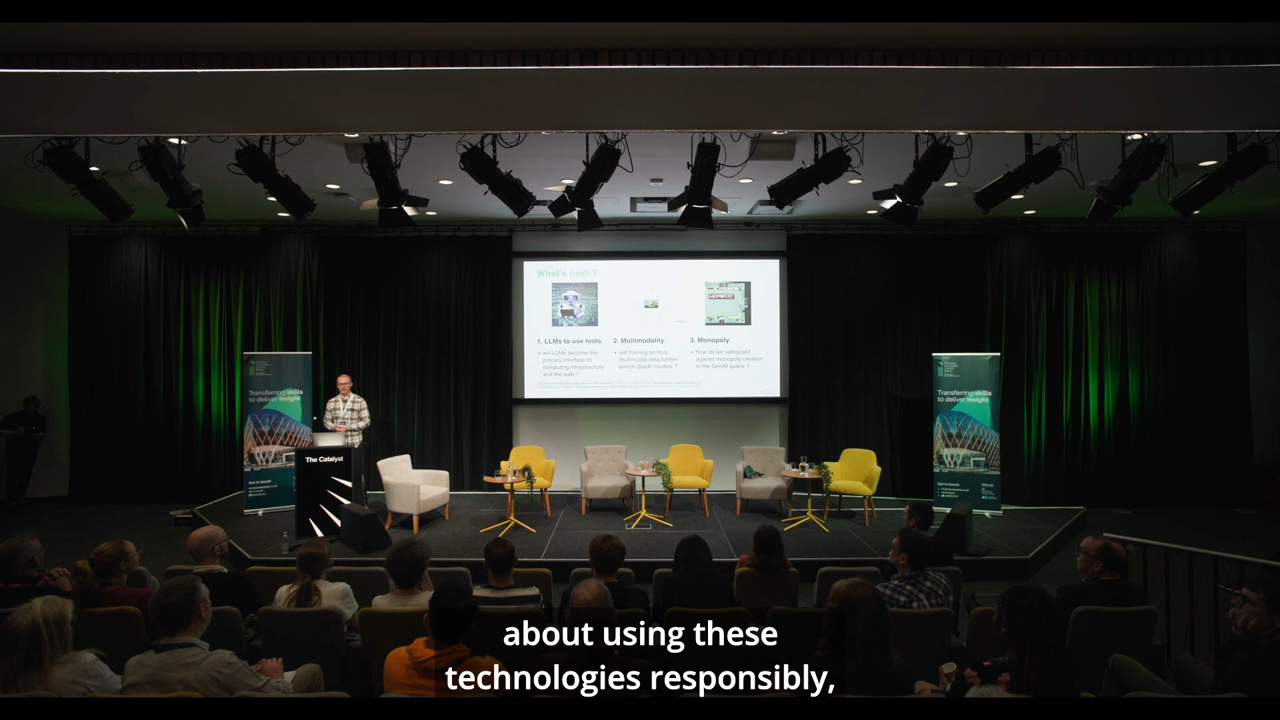 What's next ?
1. LLMs to use tools
2. Multimodality
3. Monopoly
• will LLMs become the
primary interface to
computing infrastructure
and the web ?
• will training on truly
multimodal data further
enrich GenAI models ?
• how do we safeguard
against monopoly creation
in the GenAI space ?
Transferring skills
to deliver insight
Transferring skills
to deliver insight
The Catalyst
about using these
technologies responsibly,